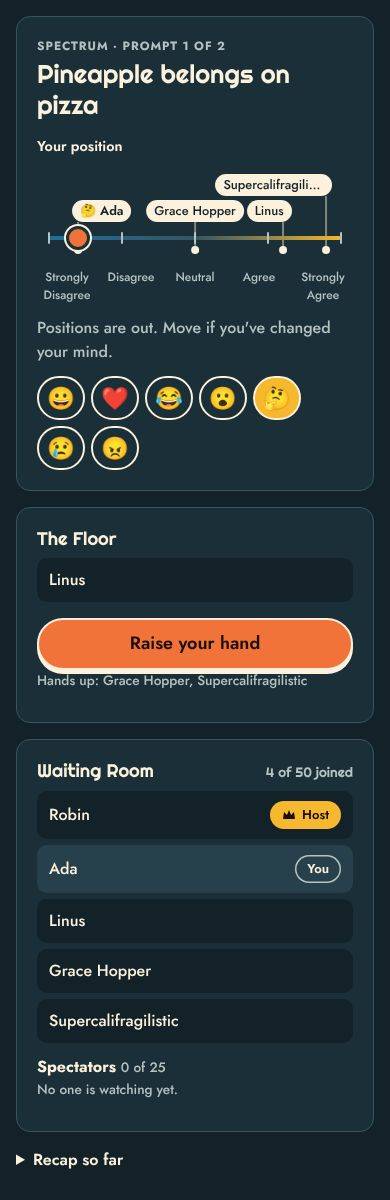 SPECTRUM · PROMPT 1 OF 2
Pineapple belongs on
pizza
Your position
Supercalifragili...
🤔 Ada
Grace Hopper
Linus
Strongly Disagree
Disagree
Neutral
Agree
Strongly Agree
Positions are out. Move if you've changed
your mind.
😀 ❤️ 😂 😮 🤔
😢 😠
The Floor
Linus
Raise your hand
Hands up: Grace Hopper, Supercalifragilistic
Waiting Room
4 of 50 joined
Robin
Host
Ada
You
Linus
Grace Hopper
Supercalifragilistic
Spectators 0 of 25
No one is watching yet.
Recap so far